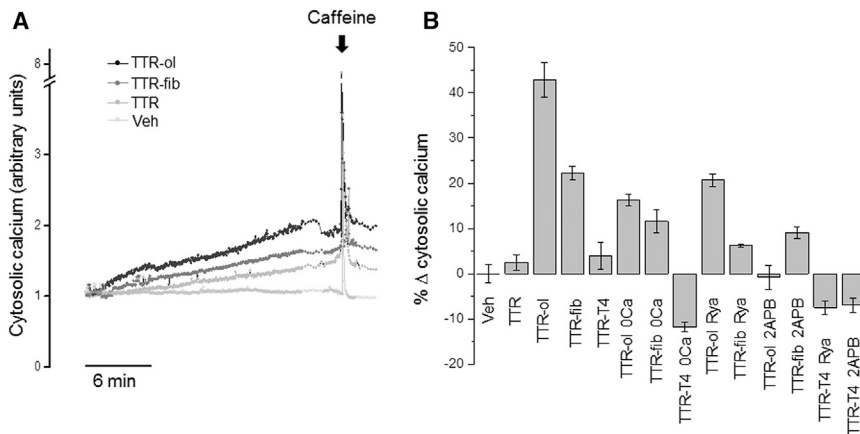 A
Caffeine
Cytosolic calcium (arbitrary units)
8
3
2
1
0
TTR-ol
TTR-fib
TTR
Veh
6 min
B
% Δ cytosolic calcium
50
40
30
20
10
0
-10
-20
Veh
TTR
TTR-ol
TTR-fib
TTR-T4
TTR-ol 0Ca
TTR-fib 0Ca
TTR-T4 0Ca
TTR-ol Rya
TTR-fib Rya
TTR-ol 2APB
TTR-fib 2APB
TTR-T4 Rya
TTR-T4 2APB